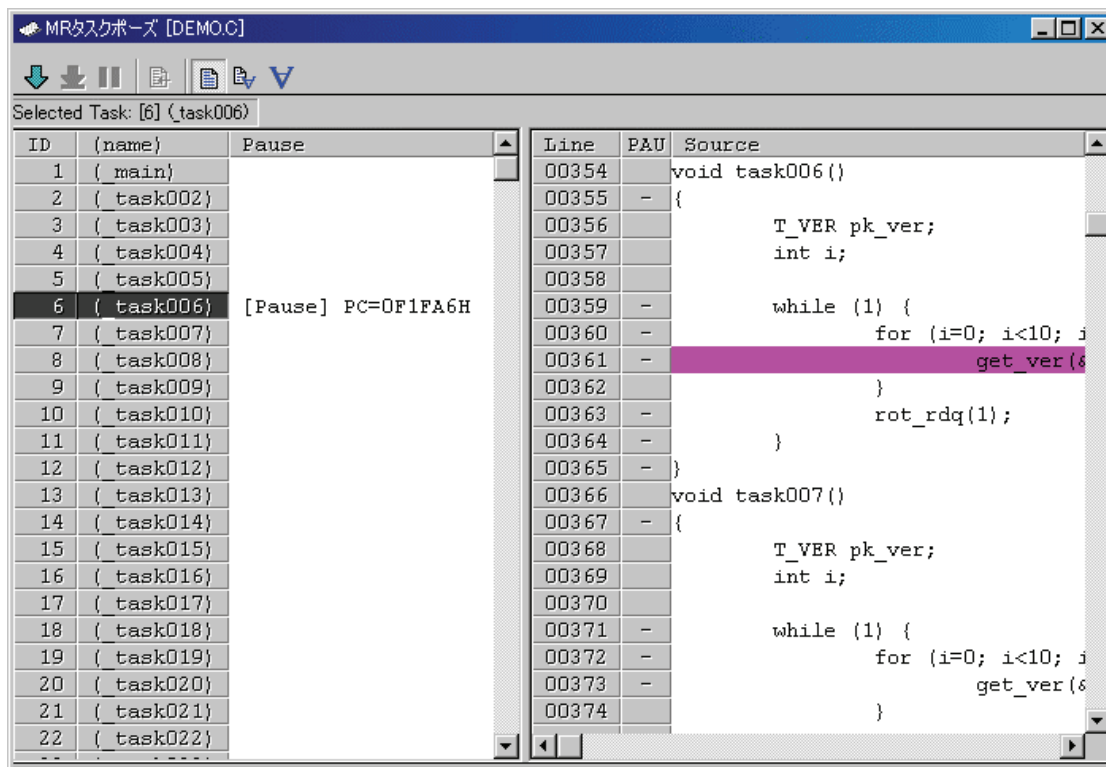 MRタスクポーズ [DEMO.C]
Selected Task: [6] (_task006)
ID (name) Pause
1 (_main)
2 (_task002)
3 (_task003)
4 (_task004)
5 (_task005)
6 (_task006) [Pause] PC=0F1FA6H
7 (_task007)
8 (_task008)
9 (_task009)
10 (_task010)
11 (_task011)
12 (_task012)
13 (_task013)
14 (_task014)
15 (_task015)
16 (_task016)
17 (_task017)
18 (_task018)
19 (_task019)
20 (_task020)
21 (_task021)
22 (_task022)
Line PAU Source
00354 void task006()
00355 - {
00356 T_VER pk_ver;
00357 int i;
00358
00359 - while (1) {
00360 - for (i=0; i<10; i
00361 - get_ver(&
00362 }
00363 - rot_rdq(1);
00364 - }
00365 - }
00366 void task007()
00367 - {
00368 T_VER pk_ver;
00369 int i;
00370
00371 - while (1) {
00372 - for (i=0; i<10; i
00373 - get_ver(&
00374 }